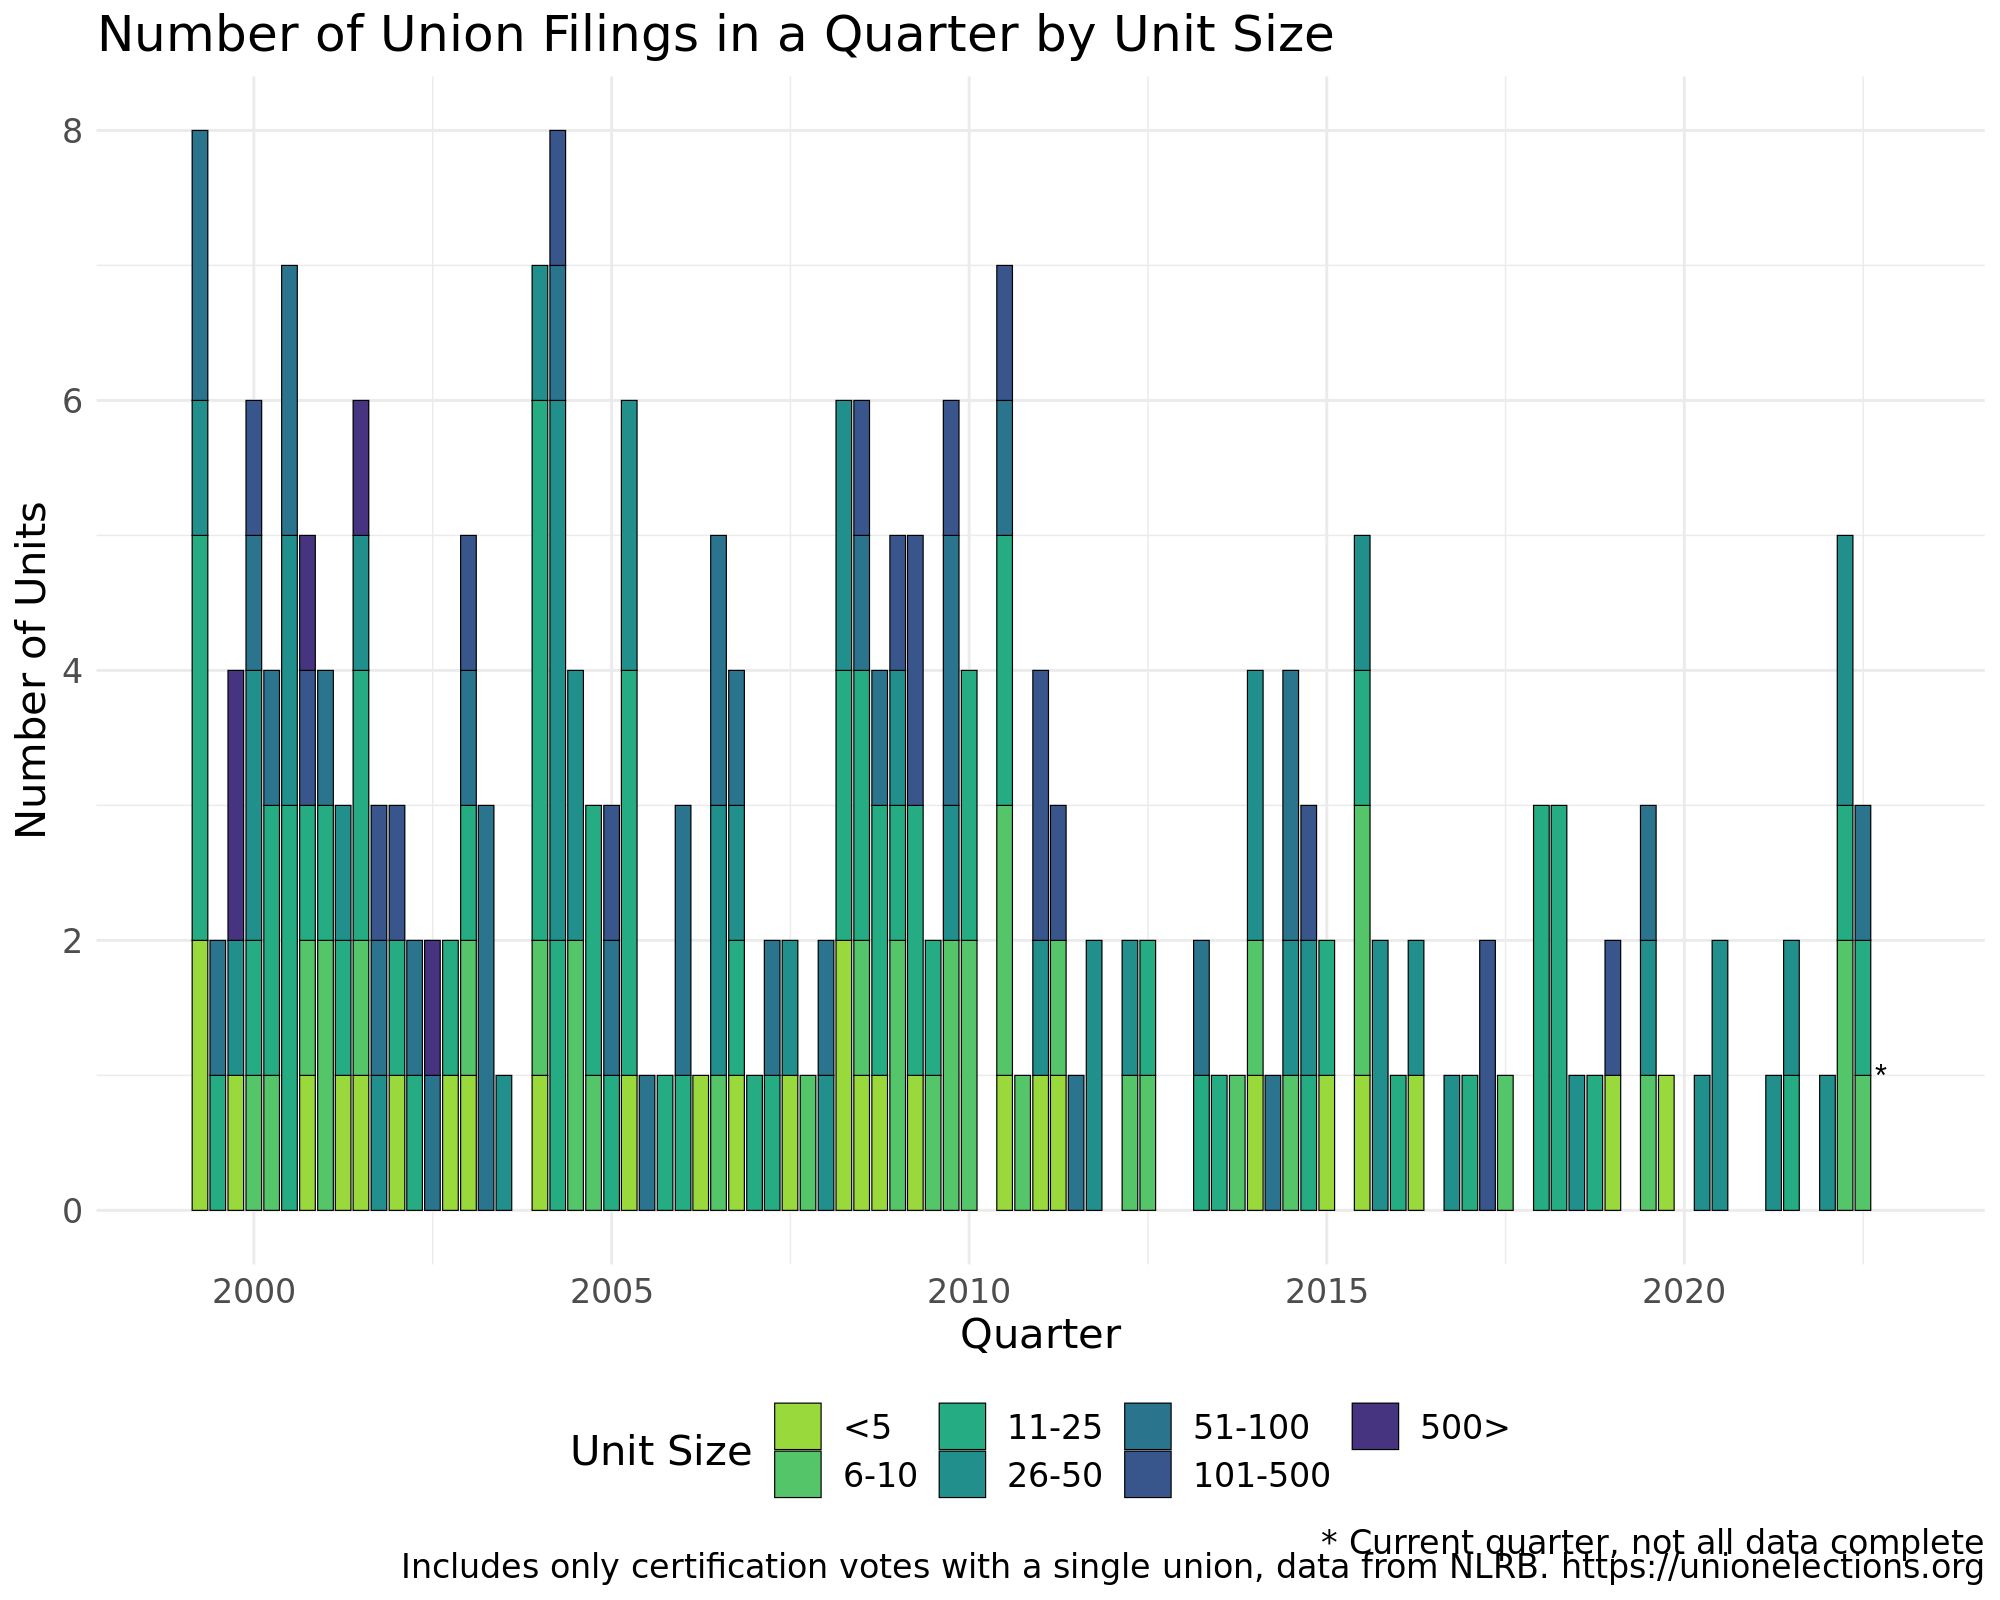 Number of Union Filings in a Quarter by Unit Size
8
6
4
2
0
Number of Units
*
2000 2005 2010 2015 2020
Quarter
Unit Size
<5 11-25 51-100 500>
6-10 26-50 101-500
* Current quarter, not all data complete
Includes only certification votes with a single union, data from NLRB. https://unionelections.org